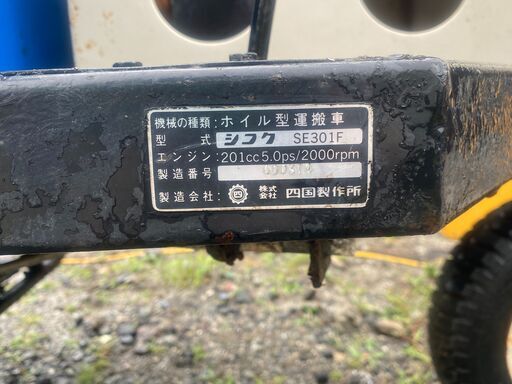 機械の種類:ホイル型運搬車
型式 シコク SE301F
エンジン:201cc5.0ps/2000rpm
製造番号
製造会社: 四 株式会社 四国製作所